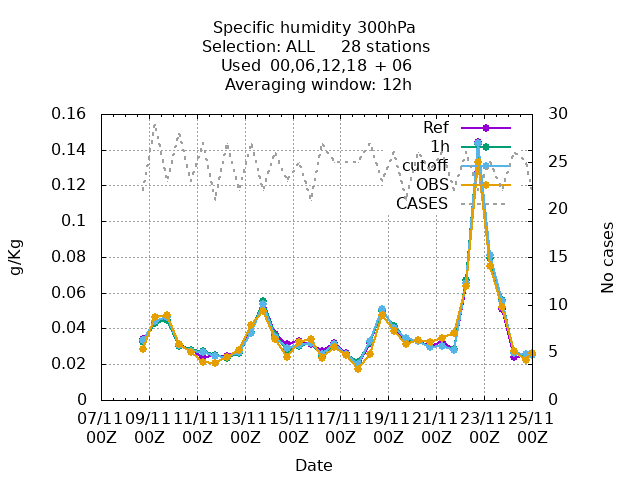 Specific humidity 300hPa
Selection: ALL 28 stations
Used 00,06,12,18 + 06
Averaging window: 12h
0.16 30
Ref
0.14 1h 25
cutoff
0.12 OBS
CASES 20
0.1
0.08 15
0.06 10
0.04
0.02 5
0 0
g/Kg
No cases
07/11 09/11 11/11 13/11 15/11 17/11 19/11 21/11 23/11 25/11
00Z 00Z 00Z 00Z 00Z 00Z 00Z 00Z 00Z 00Z
Date